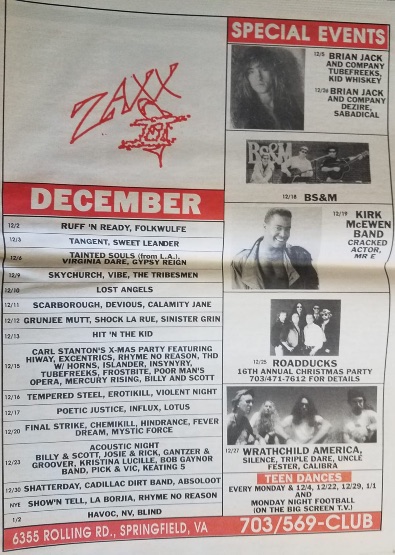 ZAXX
DECEMBER
12/2 RUFF 'N READY, FOLKWULFE
12/3 TANGENT, SWEET LEANDER
12/6 TAINTED SOULS (from L.A.),
VIRGINIA DARE, GYPSY REIGN
12/9 SKYCHURCH, VIBE, THE TRIBESMEN
12/10 LOST ANGELS
12/11 SCARBOROUGH, DEVIOUS, CALAMITY JANE
12/12 GRUNJEE MUTT, SHOCK LA RUE, SINISTER GRIN
12/13 HIT 'N THE KID
12/15 CARL STANTON'S X-MAS PARTY FEATURING
HIWAY, EXCENTRICS, RHYME NO REASON, THD
W/ HORNS, ISLANDER, INSYNYTR,
TUBEFREEKS, FROSTBITE, POOR MAN'S
OPERA, MERCURY RISING, BILLY AND SCOTT
12/16 TEMPERED STEEL, EROTIKILL, VIOLENT NIGHT
12/17 POETIC JUSTICE, INFLUX, LOTUS
12/20 FINAL STRIKE, CHEMIKILL, HINDRANCE, FEVER
DREAM, MYSTIC FORCE
12/23 ACOUSTIC NIGHT
BILLY & SCOTT, JOSIE & RICK, GANTZER &
GROOVER, KRISTINA LUCILLE, BOB GAYNOR
BAND, PICK & VIC, KEATING 5
12/30 SHATTERDAY, CADILLAC DIRT BAND, ABSOLOOT
NYE SHOW'N TELL, LA BORJIA, RHYME NO REASON
1/2 HAVOC, NV, BLIND
6355 ROLLING RD., SPRINGFIELD, VA
SPECIAL EVENTS
12/5 BRIAN JACK
AND COMPANY
TUBEFREEKS,
KID WHISKEY
12/26 BRIAN JACK
AND COMPANY
DEZIRE,
SABADICAL
BS&M
12/18 BS&M
12/19 KIRK
McEWEN
BAND
CRACKED
ACTOR,
MR E
12/25 ROADDUCKS
16TH ANNUAL CHRISTMAS PARTY
703/471-7612 FOR DETAILS
12/27 WRATHCHILD AMERICA,
SILENCE, TRIPLE DARE, UNCLE
FESTER, CALIBRA
TEEN DANCES
EVERY MONDAY & 12/4, 12/22, 12/29, 1/1
AND
MONDAY NIGHT FOOTBALL
(ON THE BIG SCREEN T.V.)
703/569-CLUB